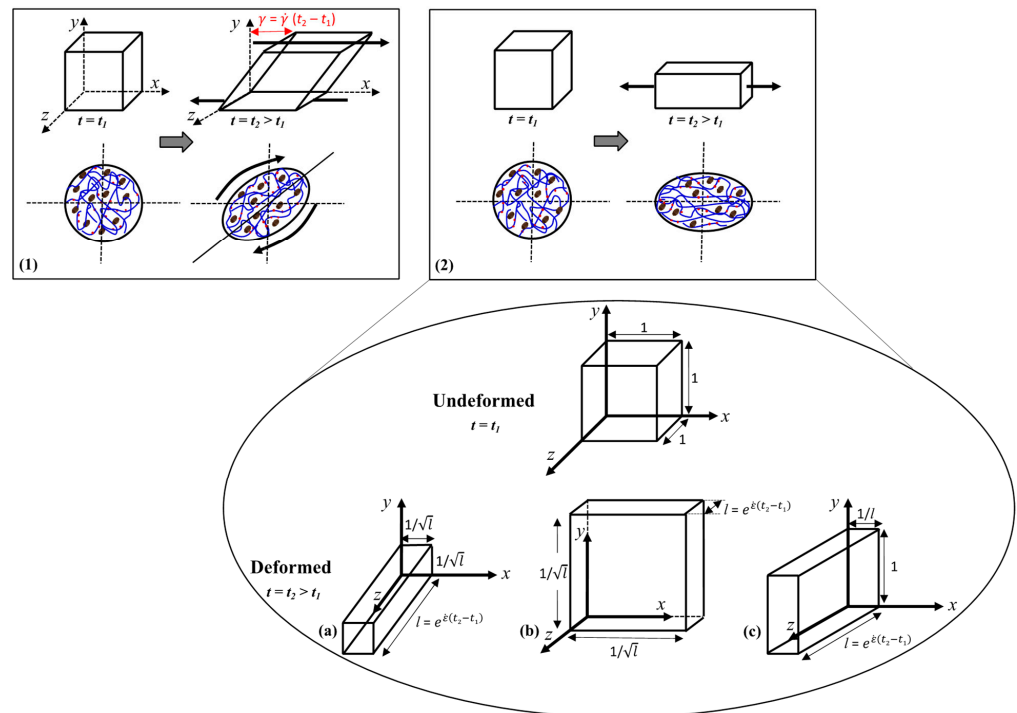 y
γ = γ̇ (t₂ − t₁)
y
x
x
z
z
t = t₁
t = t₂ > t₁
(1)
t = t₁
t = t₂ > t₁
(2)
y
1
1
1
x
z
Undeformed
t = t₁
Deformed
t = t₂ > t₁
y
1/√l
1/√l
x
z
l = e^ε̇(t₂−t₁)
(a)
l = e^ε̇(t₂−t₁)
y
1/√l
x
z
1/√l
(b)
y
1/l
1
x
z
l = e^ε̇(t₂−t₁)
(c)